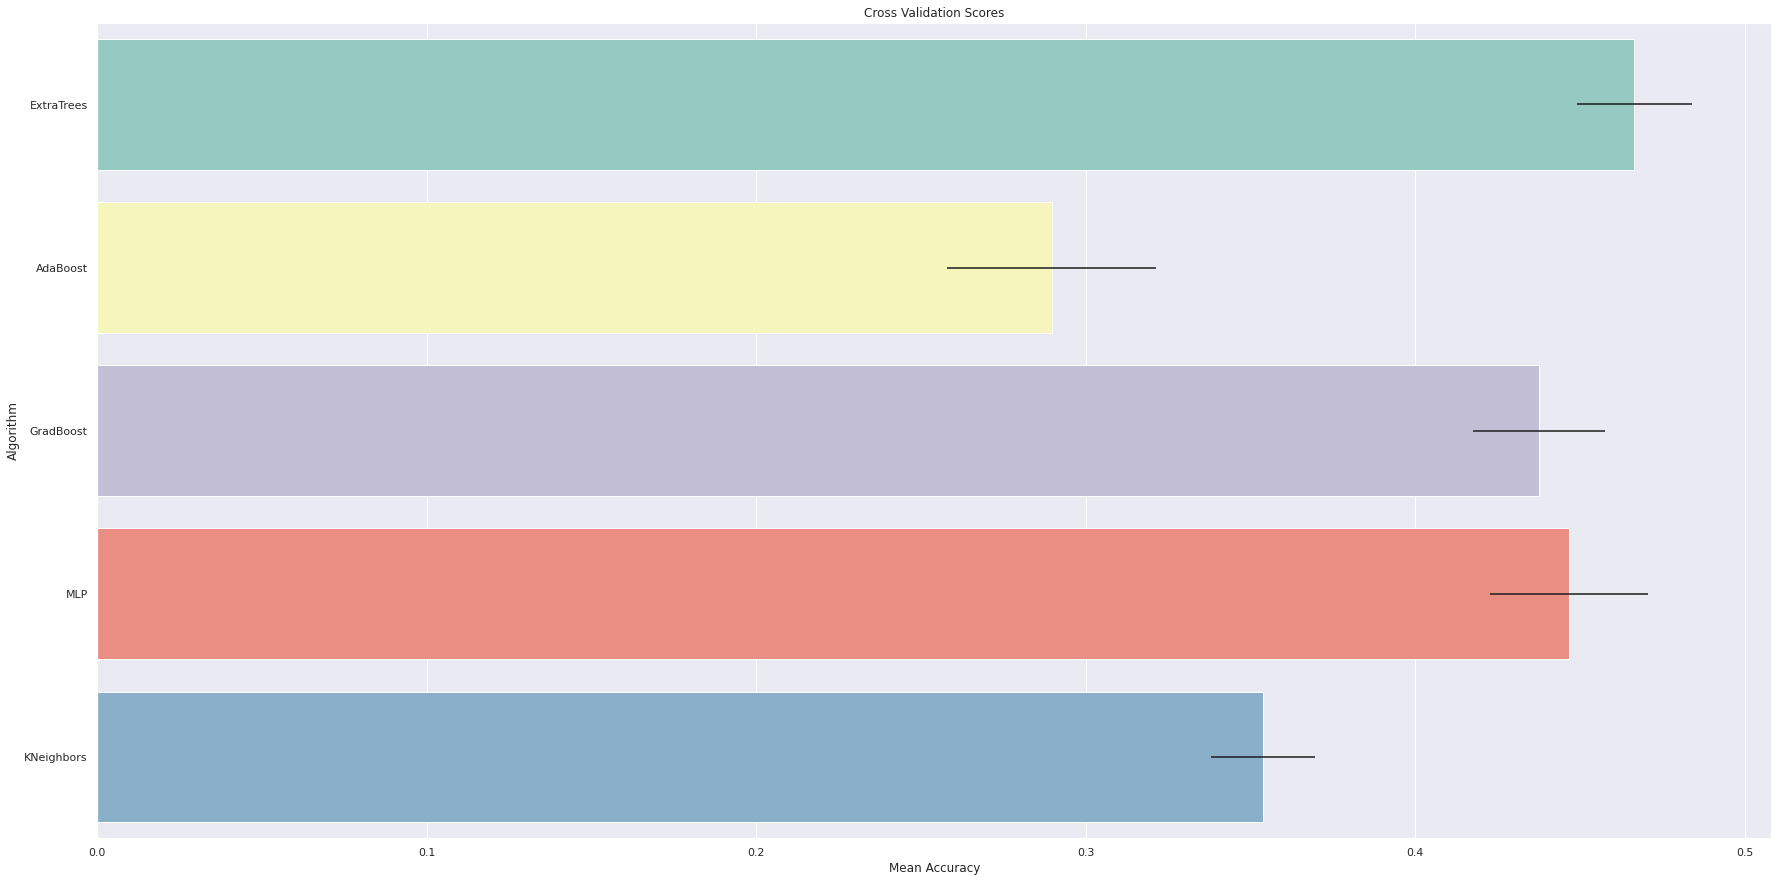 Cross Validation Scores
Algorithm
ExtraTrees
AdaBoost
GradBoost
MLP
KNeighbors
0.0 0.1 0.2 0.3 0.4 0.5
Mean Accuracy